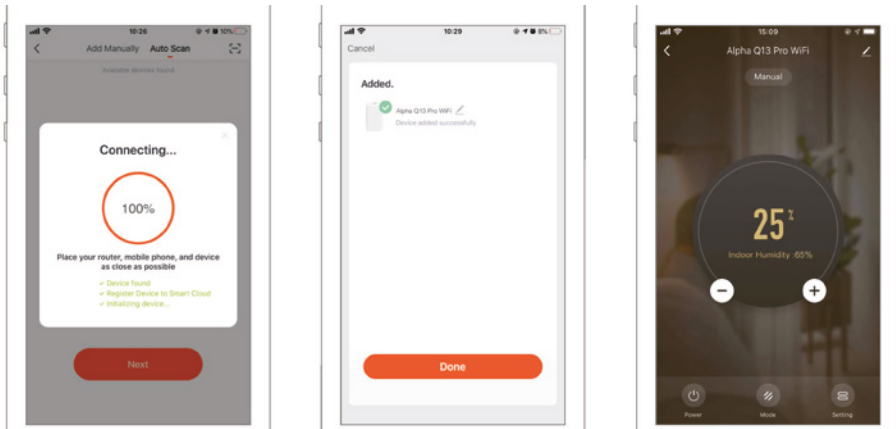 10:26
10%
Add Manually Auto Scan
Available devices found
Connecting...
100%
Place your router, mobile phone, and device
as close as possible
✓ Device found
✓ Register Device to Smart Cloud
✓ Initializing device...
Next
10:29
8%
Cancel
Added.
Alpha Q13 Pro WiFi
Device added successfully
Done
15:09
Alpha Q13 Pro WiFi
Manual
25%
Indoor Humidity :65%
Power Mode Setting